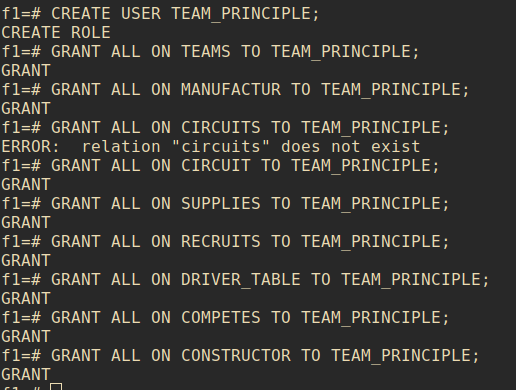 f1=# CREATE USER TEAM_PRINCIPLE;
CREATE ROLE
f1=# GRANT ALL ON TEAMS TO TEAM_PRINCIPLE;
GRANT
f1=# GRANT ALL ON MANUFACTUR TO TEAM_PRINCIPLE;
GRANT
f1=# GRANT ALL ON CIRCUITS TO TEAM_PRINCIPLE;
ERROR:  relation "circuits" does not exist
f1=# GRANT ALL ON CIRCUIT TO TEAM_PRINCIPLE;
GRANT
f1=# GRANT ALL ON SUPPLIES TO TEAM_PRINCIPLE;
GRANT
f1=# GRANT ALL ON RECRUITS TO TEAM_PRINCIPLE;
GRANT
f1=# GRANT ALL ON DRIVER_TABLE TO TEAM_PRINCIPLE;
GRANT
f1=# GRANT ALL ON COMPETES TO TEAM_PRINCIPLE;
GRANT
f1=# GRANT ALL ON CONSTRUCTOR TO TEAM_PRINCIPLE;
GRANT
f1=#